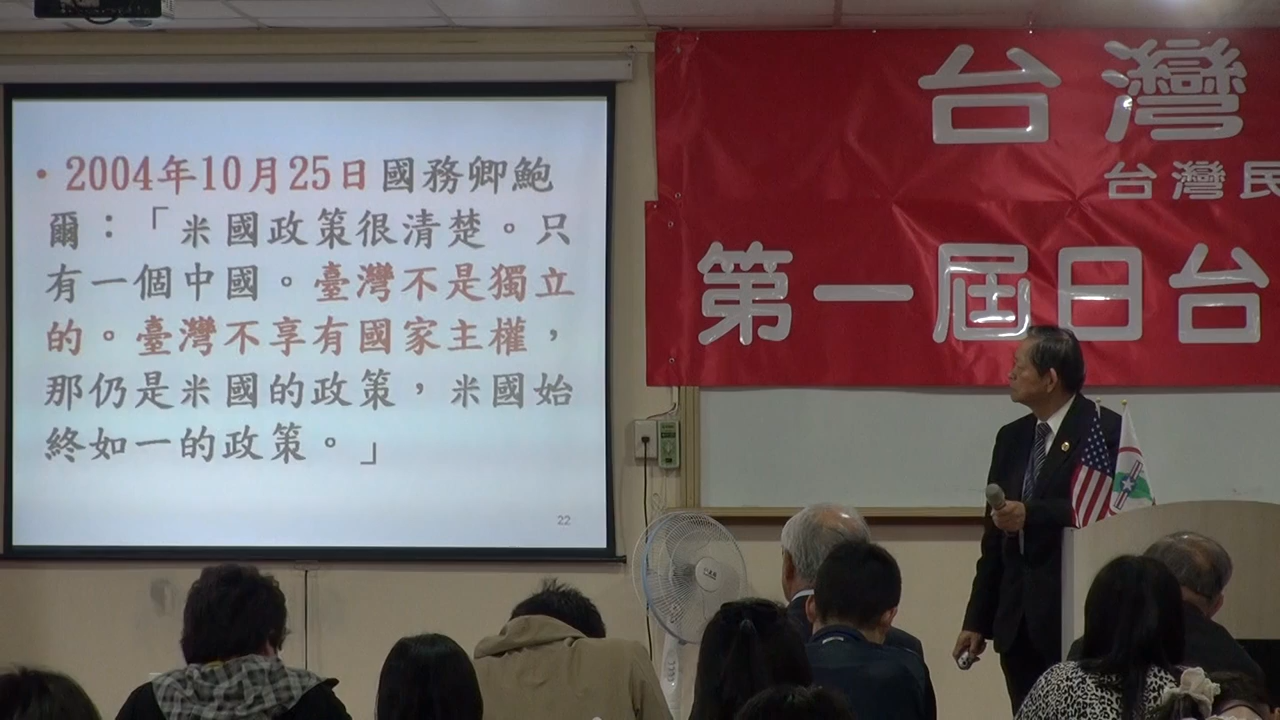 • 2004年10月25日國務卿鮑
爾：「米國政策很清楚。只
有一個中國。臺灣不是獨立
的。臺灣不享有國家主權，
那仍是米國的政策，米國始
終如一的政策。」
22
台灣
台灣民
第一屆日台